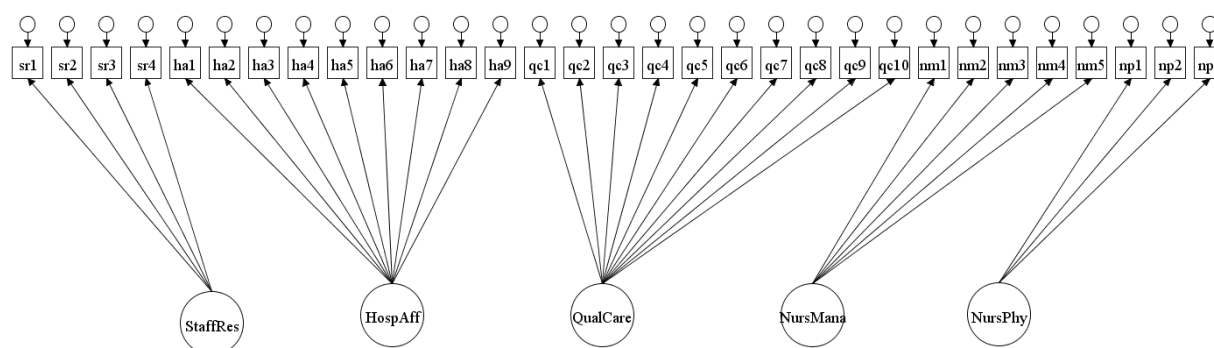 sr1 sr2 sr3 sr4 ha1 ha2 ha3 ha4 ha5 ha6 ha7 ha8 ha9 qc1 qc2 qc3 qc4 qc5 qc6 qc7 qc8 qc9 qc10 nm1 nm2 nm3 nm4 nm5 np1 np2 np
StaffRes HospAff QualCare NursMana NursPhy